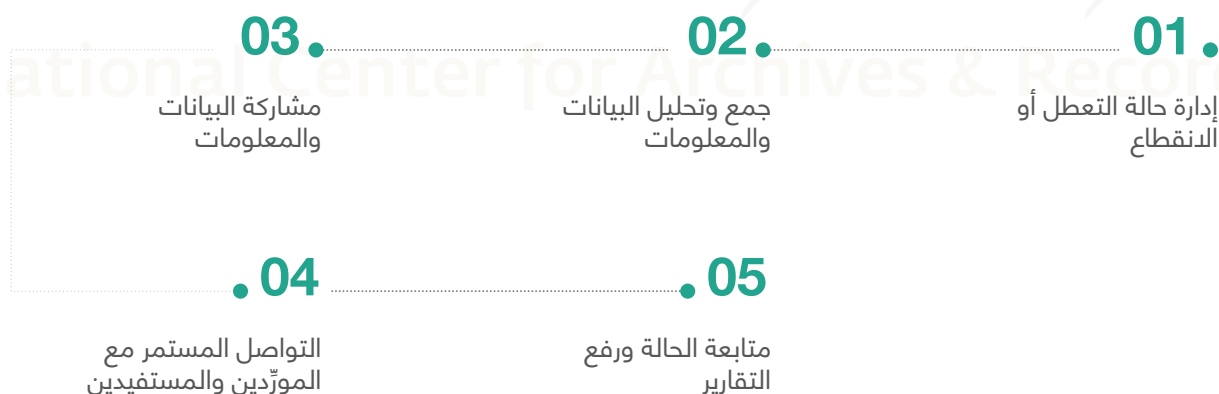 01
إدارة حالة التعطل أو
الانقطاع
02
جمع وتحليل البيانات
والمعلومات
03
مشاركة البيانات
والمعلومات
04
التواصل المستمر مع
المورِّدين والمستفيدين
05
متابعة الحالة ورفع
التقارير
ational Center for Archives & Recor